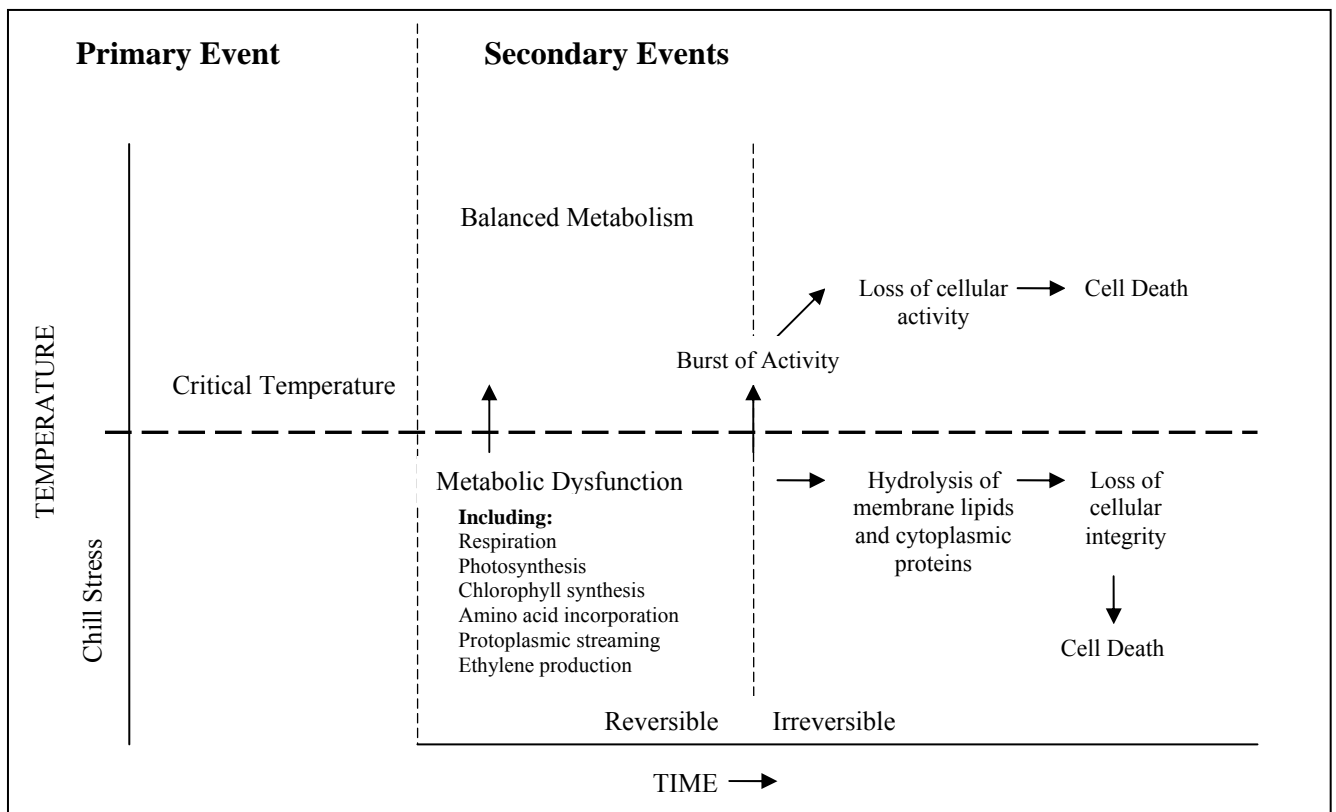 Primary Event
Secondary Events
TEMPERATURE
Chill Stress
Critical Temperature
Balanced Metabolism
Metabolic Dysfunction
Including:
Respiration
Photosynthesis
Chlorophyll synthesis
Amino acid incorporation
Protoplasmic streaming
Ethylene production
Burst of Activity
Loss of cellular
activity
Cell Death
Hydrolysis of
membrane lipids
and cytoplasmic
proteins
Loss of
cellular
integrity
Cell Death
Reversible
Irreversible
TIME